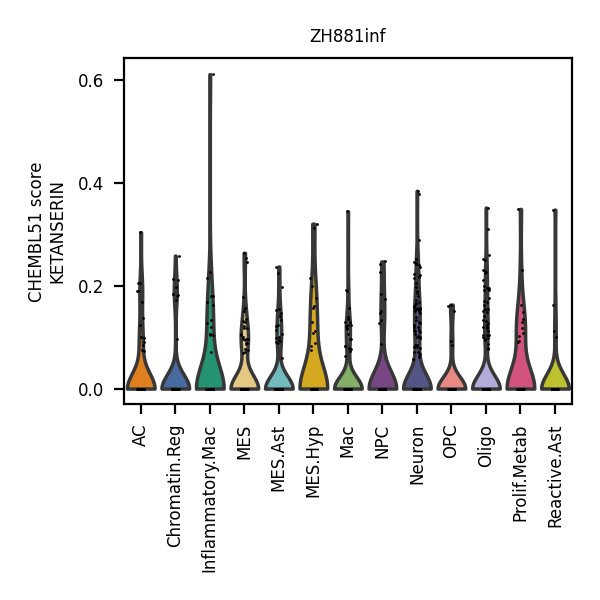 ZH881inf
CHEMBL51 score
KETANSERIN
0.6
0.4
0.2
0.0
AC
Chromatin.Reg
Inflammatory.Mac
MES
MES.Ast
MES.Hyp
Mac
NPC
Neuron
OPC
Oligo
Prolif.Metab
Reactive.Ast